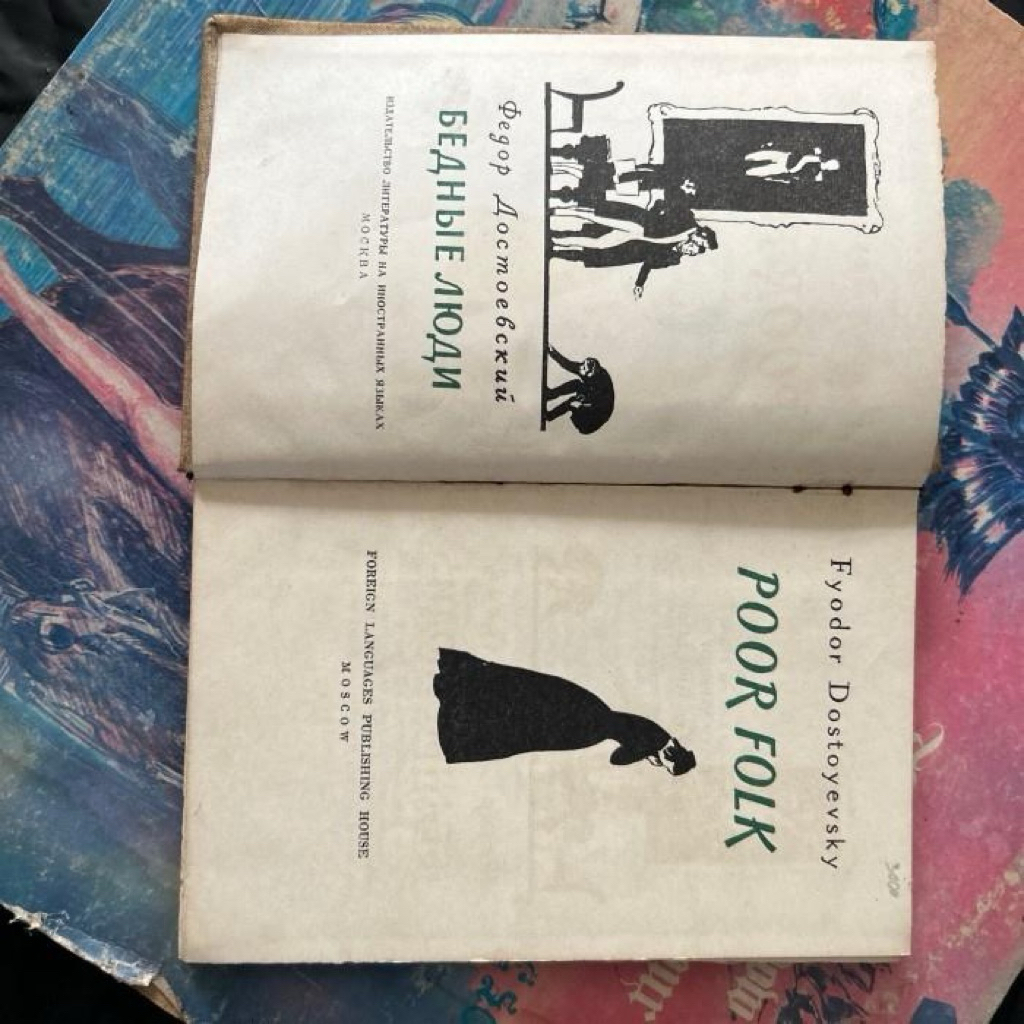 Федор Достоевский
БЕДНЫЕ ЛЮДИ
ИЗДАТЕЛЬСТВО ЛИТЕРАТУРЫ НА ИНОСТРАННЫХ ЯЗЫКАХ
МОСКВА
Fyodor Dostoyevsky
POOR FOLK
FOREIGN LANGUAGES PUBLISHING HOUSE
MOSCOW